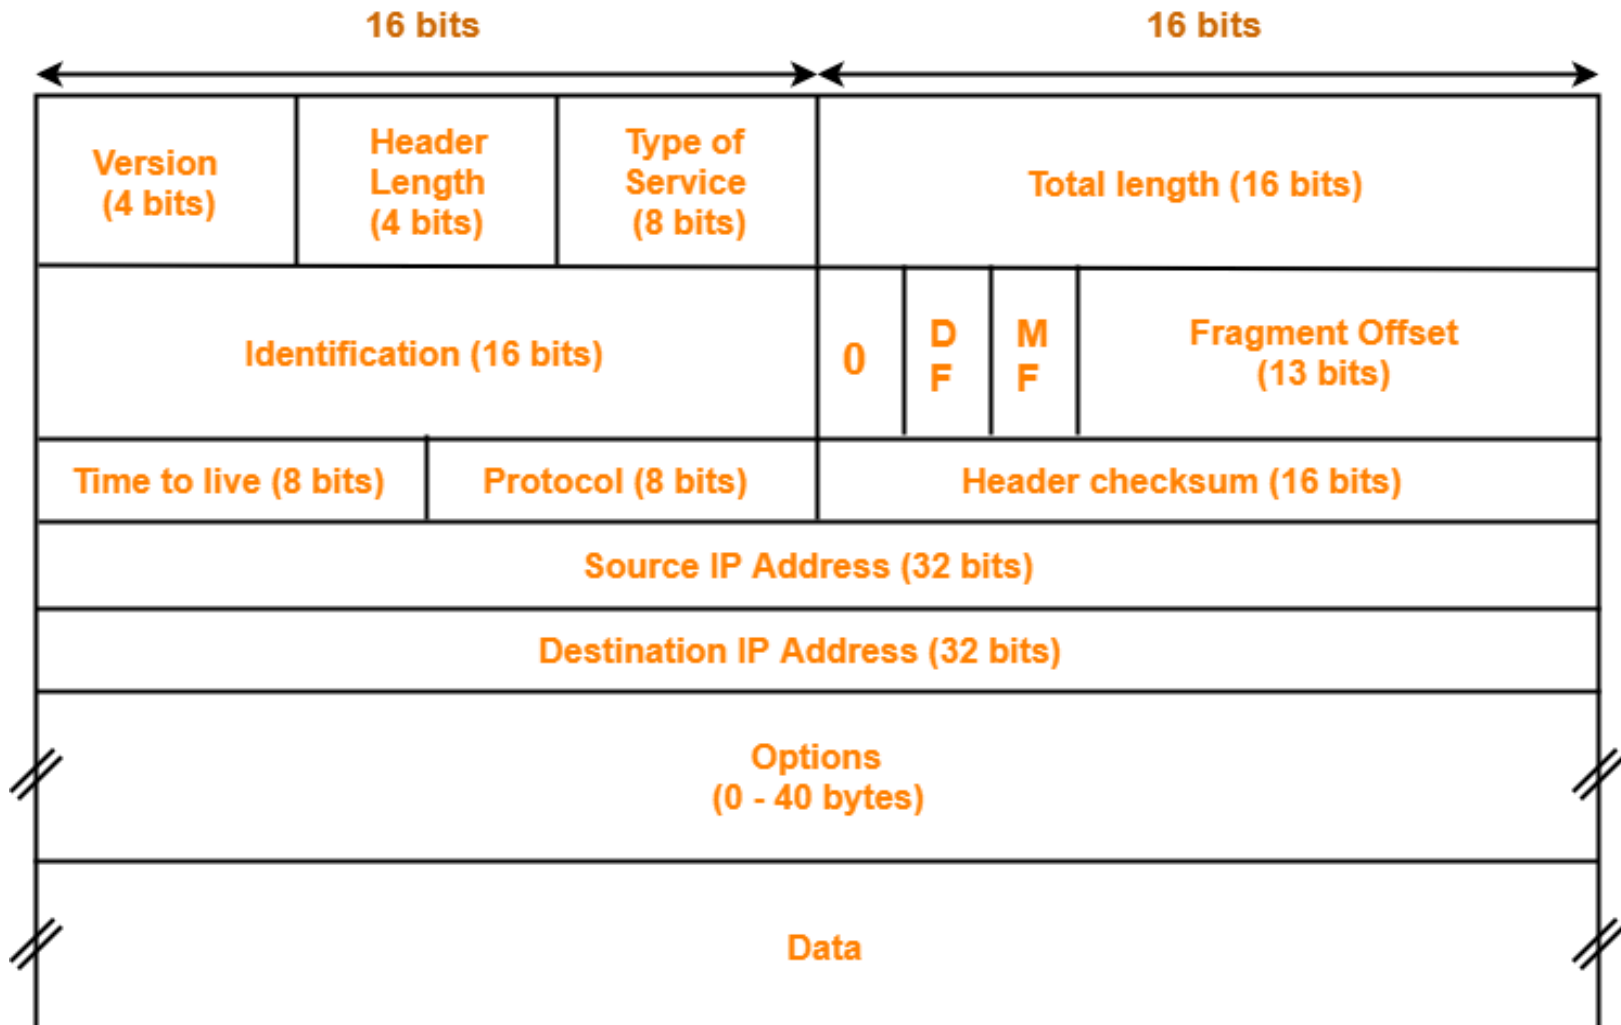 16 bits
16 bits
Version
(4 bits)
Header
Length
(4 bits)
Type of
Service
(8 bits)
Total length (16 bits)
Identification (16 bits)
0
D
F
M
F
Fragment Offset
(13 bits)
Time to live (8 bits)
Protocol (8 bits)
Header checksum (16 bits)
Source IP Address (32 bits)
Destination IP Address (32 bits)
Options
(0 - 40 bytes)
Data